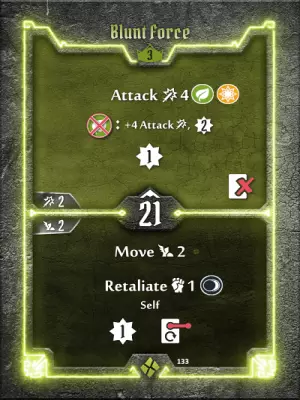 Blunt Force
3
Attack 4
: +4 Attack , 2
1
2
21
2
Move 2
Retaliate 1
Self
1
133